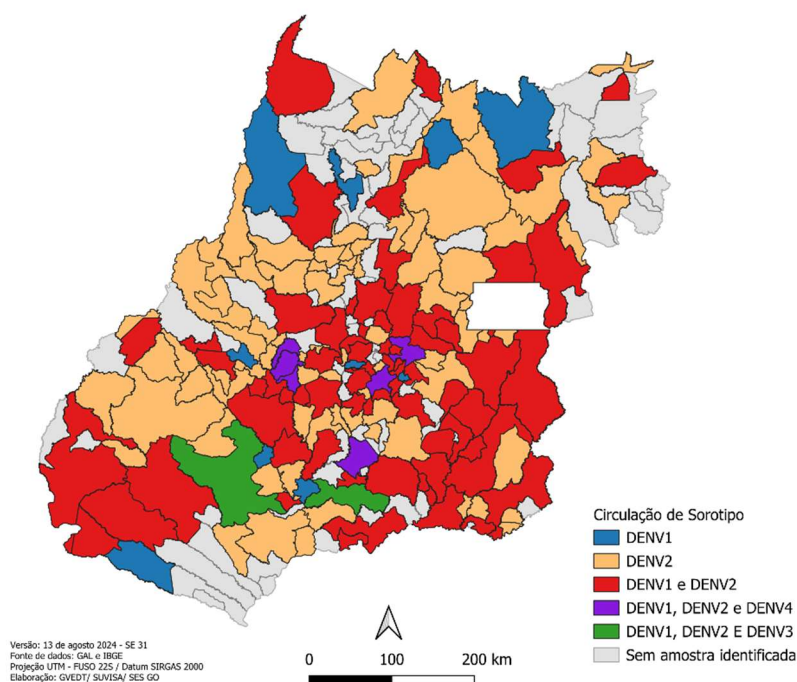 Circulação de Sorotipo
DENV1
DENV2
DENV1 e DENV2
DENV1, DENV2 e DENV4
DENV1, DENV2 E DENV3
Sem amostra identificada
Versão: 13 de agosto 2024 - SE 31
Fonte de dados: GAL e IBGE
Projeção UTM - FUSO 22S / Datum SIRGAS 2000
Elaboração: GVEDT/ SUVISA/ SES GO
0 100 200 km